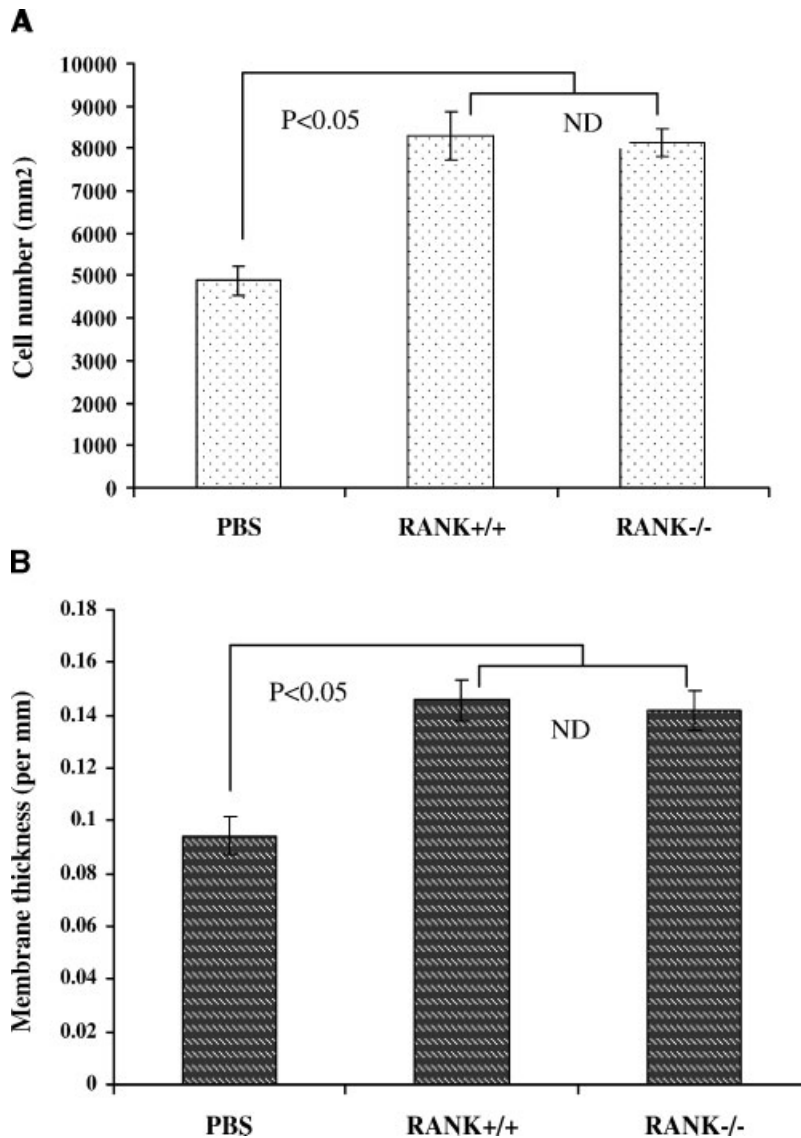 A
Cell number (mm2)
10000
9000
8000
7000
6000
5000
4000
3000
2000
1000
0
P<0.05
ND
PBS RANK+/+ RANK-/-
B
Membrane thickness (per mm)
0.18
0.16
0.14
0.12
0.1
0.08
0.06
0.04
0.02
0
P<0.05
ND
PBS RANK+/+ RANK-/-